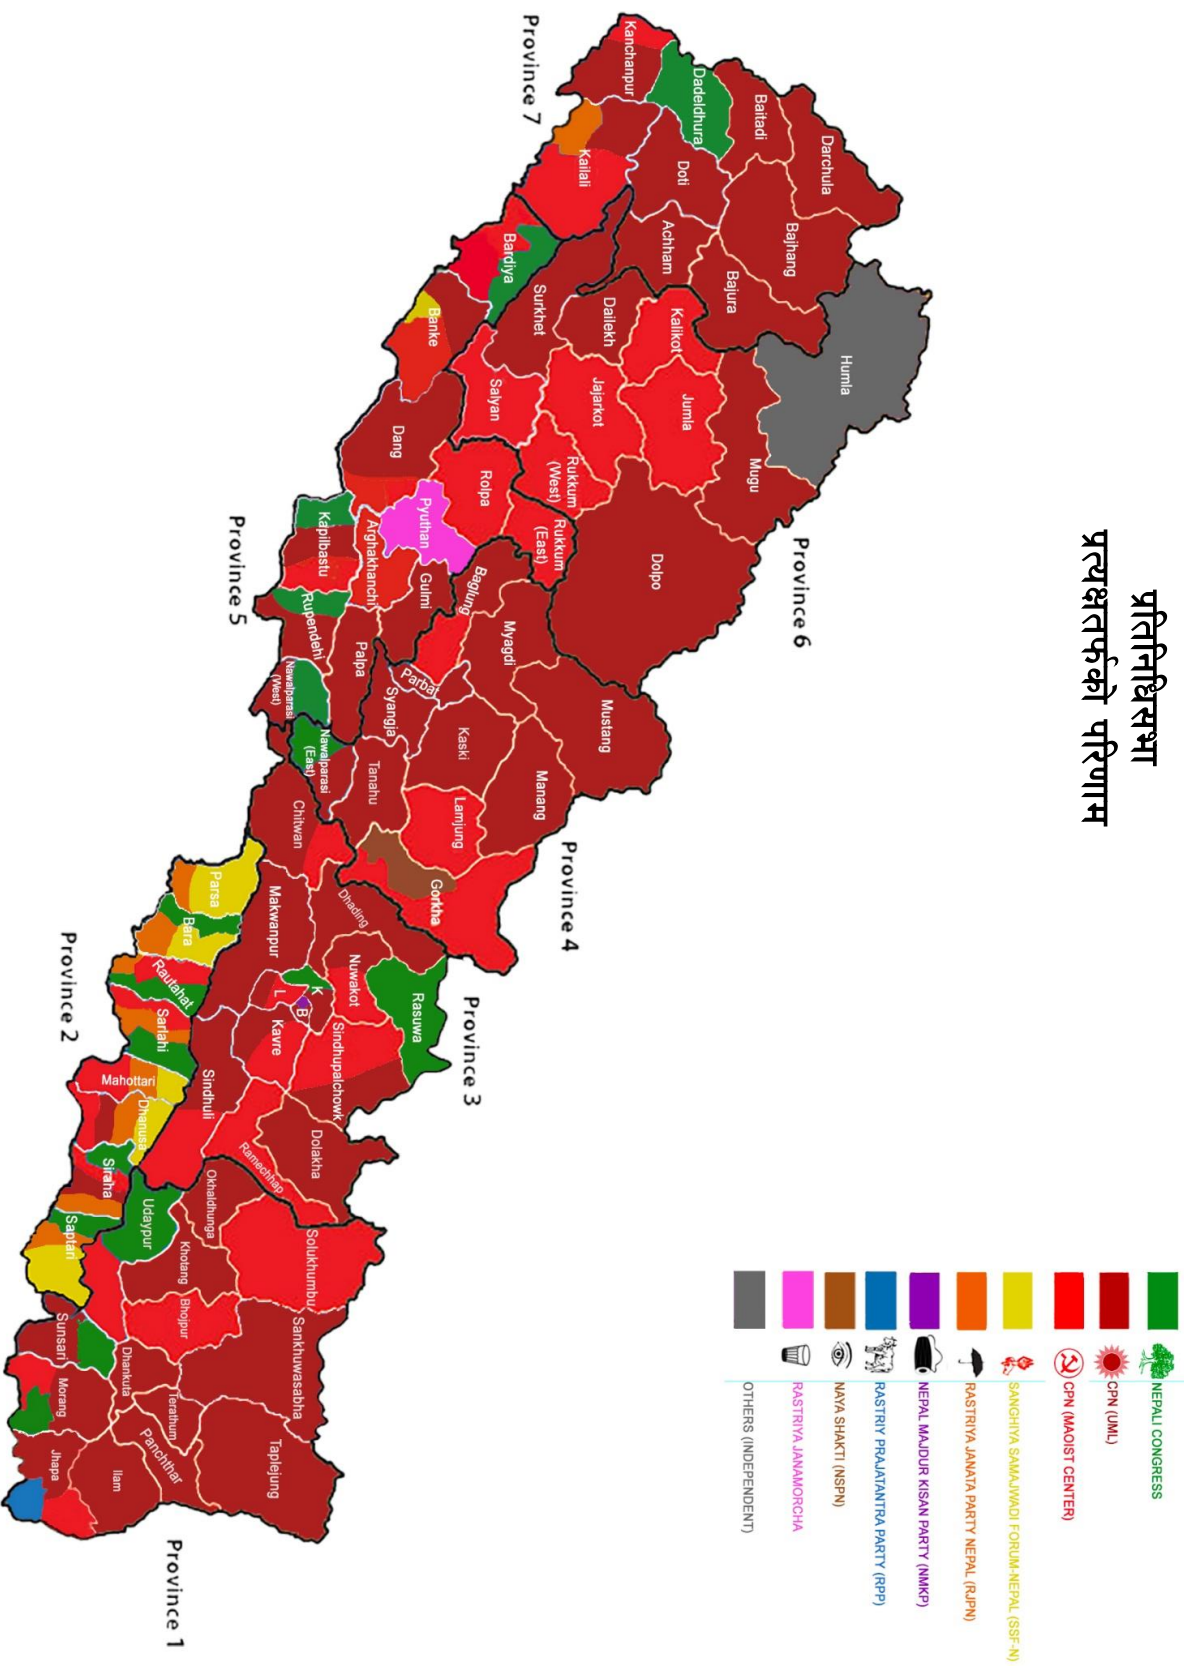 प्रतिनिधिसभा
प्रत्यक्षतर्फको परिणाम
Province 7
Kanchanpur
Dadeldhura
Baitadi
Darchula
Kailali
Doti
Bajhang
Achham
Bajura
Province 6
Humla
Mugu
Kalikot
Jumla
Dailekh
Surkhet
Jajarkot
Salyan
Rukkum
(West)
Dolpo
Province 5
Bardiya
Banke
Dang
Rolpa
Rukkum
(East)
Pyuthan
Arghakhanchi
Gulmi
Kapilbastu
Rupendehi
Palpa
Nawalparasi
(West)
Province 4
Baglung
Myagdi
Mustang
Parbat
Syangja
Kaski
Manang
Tanahu
Lamjung
Gorkha
Nawalparasi
(East)
Province 3
Chitwan
Makwanpur
Dhading
Nuwakot
Rasuwa
K
B
L
Kavre
Sindhupalchowk
Sindhuli
Ramechhap
Dolakha
Province 2
Parsa
Bara
Rautahat
Sarlahi
Mahottari
Dhanusa
Siraha
Saptari
Province 1
Udaypur
Okhaldhunga
Solukhumbu
Khotang
Bhojpur
Sankhuwasabha
Sunsari
Dhankuta
Terathum
Morang
Panchthar
Taplejung
Jhapa
Ilam
NEPALI CONGRESS
CPN (UML)
CPN (MAOIST CENTER)
SANGHIYA SAMAJWADI FORUM-NEPAL (SSF-N)
RASTRIYA JANATA PARTY NEPAL (RJPN)
NEPAL MAJDUR KISAN PARTY (NMKP)
RASTRIY PRAJATANTRA PARTY (RPP)
NAYA SHAKTI (NSPN)
RASTRIYA JANAMORCHA
OTHERS (INDEPENDENT)